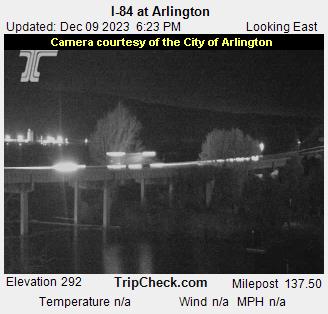 I-84 at Arlington
Updated: Dec 09 2023 6:23 PM Looking East
Camera courtesy of the City of Arlington
Elevation 292 TripCheck.com Milepost 137.50
Temperature n/a Wind n/a MPH n/a